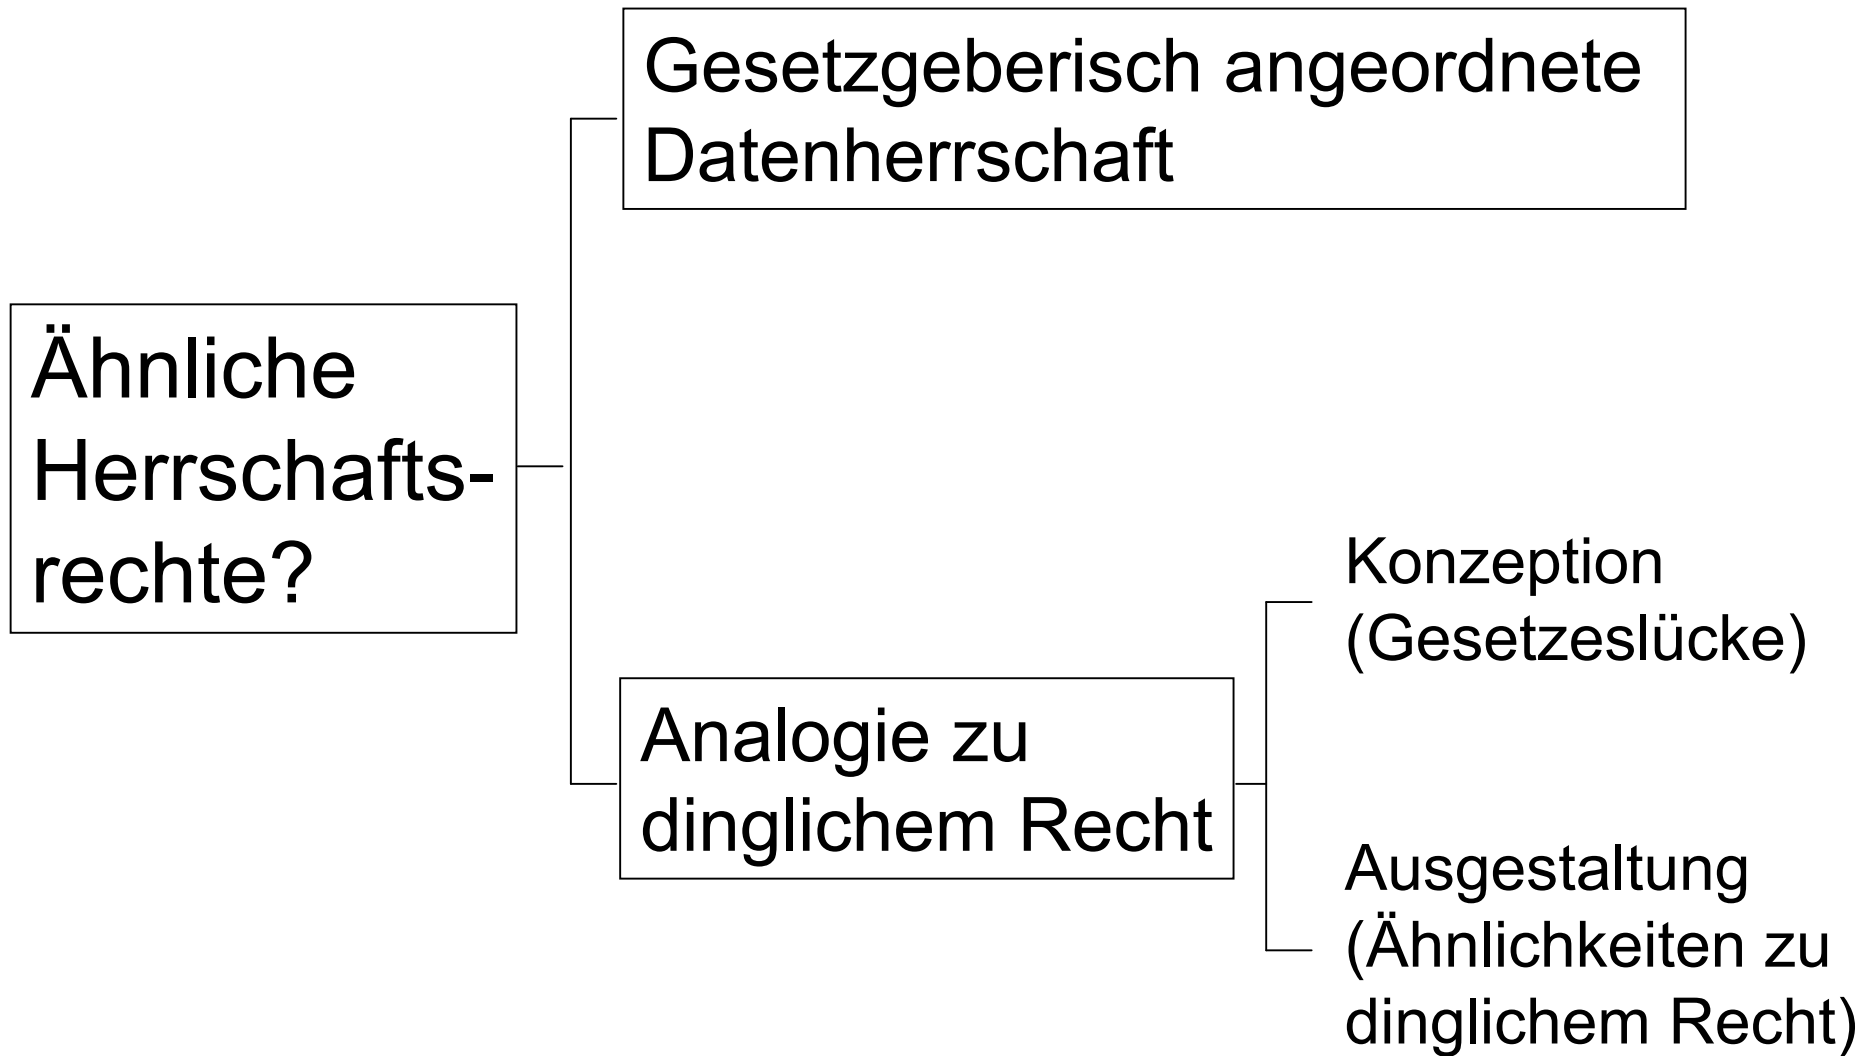 Gesetzgeberisch angeordnete
Datenherrschaft
Ähnliche
Herrschafts-
rechte?
Analogie zu
dinglichem Recht
Konzeption
(Gesetzeslücke)
Ausgestaltung
(Ähnlichkeiten zu
dinglichem Recht)